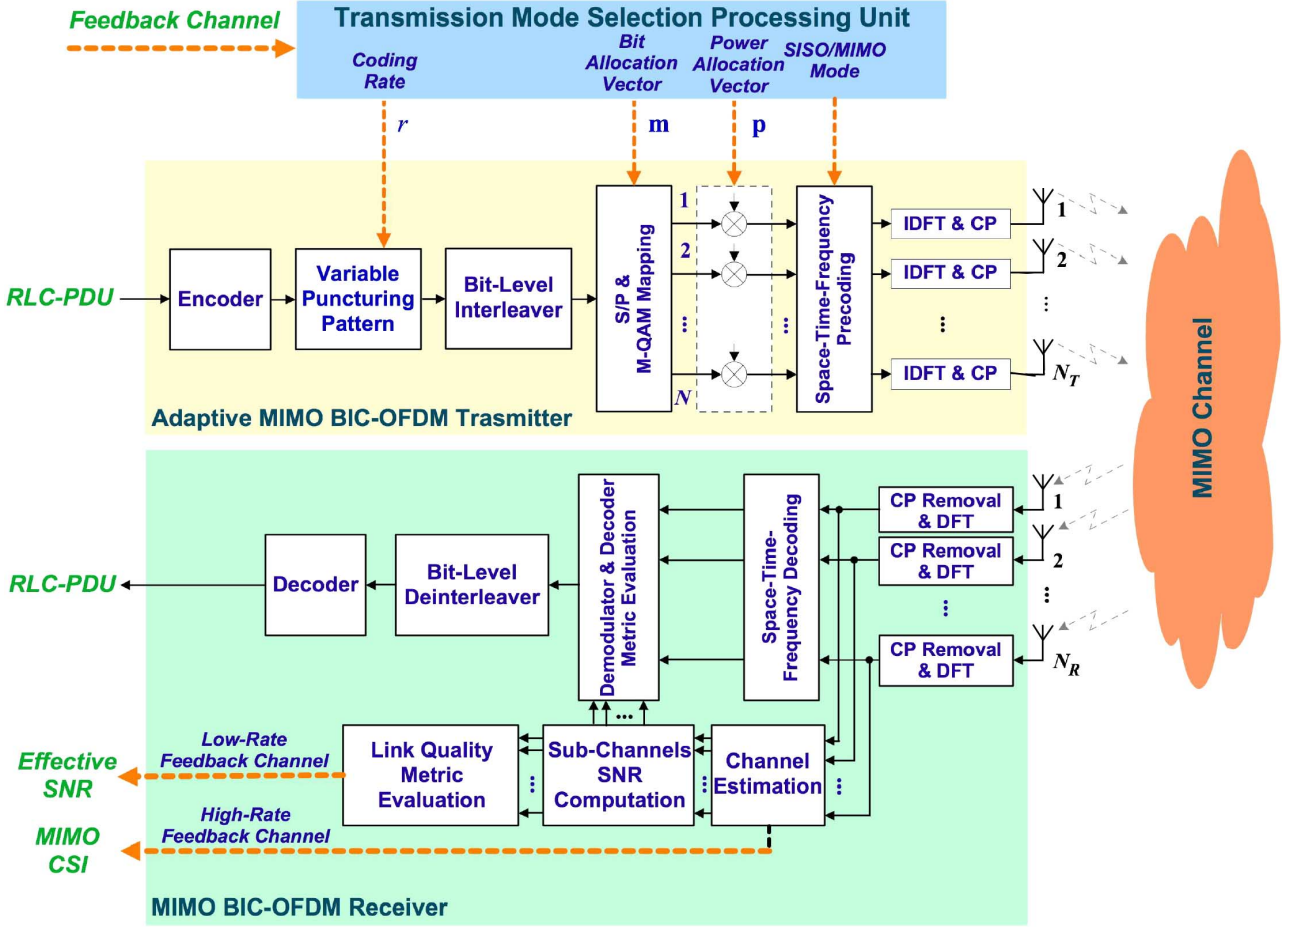 Feedback Channel
Transmission Mode Selection Processing Unit
Coding
Rate
Bit
Allocation
Vector
Power
Allocation
Vector
SISO/MIMO
Mode
r
m
p
RLC-PDU
Encoder
Variable
Puncturing
Pattern
Bit-Level
Interleaver
S/P &
M-QAM Mapping
1
2
...
N
...
Space-Time-Frequency
Precoding
IDFT & CP
IDFT & CP
...
IDFT & CP
1
2
...
N_T
Adaptive MIMO BIC-OFDM Trasmitter
MIMO Channel
RLC-PDU
Decoder
Bit-Level
Deinterleaver
Demodulator & Decoder
Metric Evaluation
Space-Time-
Frequency Decoding
CP Removal
& DFT
CP Removal
& DFT
...
CP Removal
& DFT
1
2
...
N_R
...
Effective
SNR
Low-Rate
Feedback Channel
Link Quality
Metric
Evaluation
...
Sub-Channels
SNR
Computation
...
Channel
Estimation
...
MIMO
CSI
High-Rate
Feedback Channel
MIMO BIC-OFDM Receiver